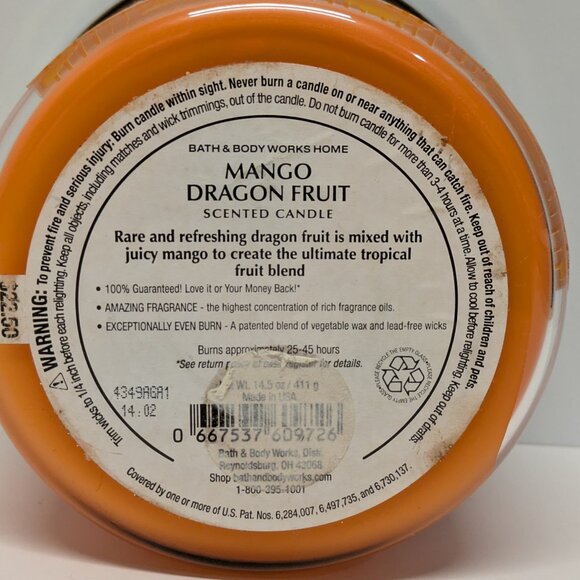 WARNING: To prevent fire and serious injury: Burn candle within sight. Never burn a candle on or near anything that can catch fire. Keep out of reach of children and pets.
Trim wicks to 1/4 inch before each relighting. Keep all objects, including matches and wick trimmings, out of the candle. Do not burn candle for more than 3-4 hours at a time. Allow to cool before relighting. Keep out of drafts.
BATH & BODY WORKS HOME
MANGO
DRAGON FRUIT
SCENTED CANDLE
Rare and refreshing dragon fruit is mixed with
juicy mango to create the ultimate tropical
fruit blend
• 100% Guaranteed! Love it or Your Money Back!*
• AMAZING FRAGRANCE - the highest concentration of rich fragrance oils.
• EXCEPTIONALLY EVEN BURN - A patented blend of vegetable wax and lead-free wicks
Burns approximately 25-45 hours
*See return policy at each register for details.
WT. 14.5 oz / 411 g
Made in USA
4349AGA1
14:02
0 667537 609726
Bath & Body Works, Distr.
Reynoldsburg, OH 43068
Shop bathandbodyworks.com
1-800-395-1001
Covered by one or more of U.S. Pat. Nos. 6,284,007, 6,497,735, and 6,730,137.
RECYCLE THE EMPTY GLASS